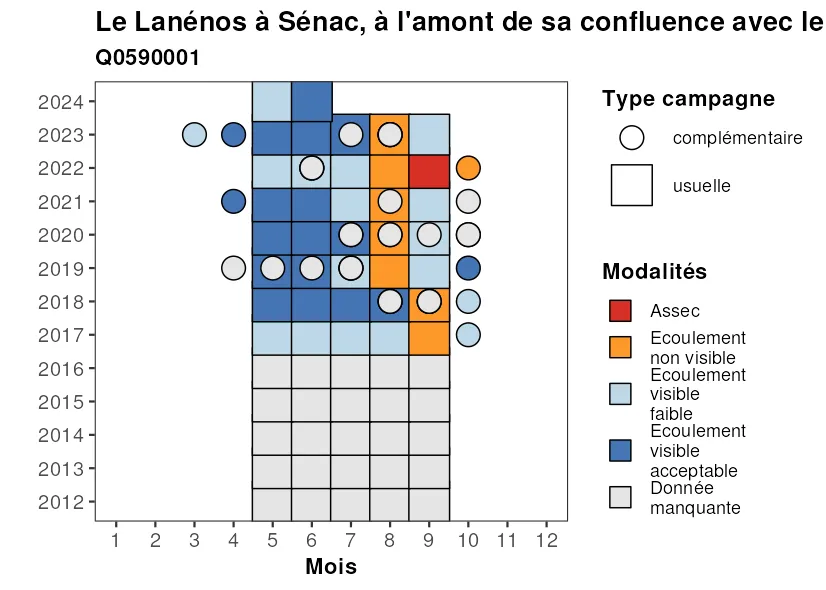 Le Lanénos à Sénac, à l'amont de sa confluence avec le
Q0590001
2024
2023
2022
2021
2020
2019
2018
2017
2016
2015
2014
2013
2012
1 2 3 4 5 6 7 8 9 10 11 12
Mois
Type campagne
complémentaire
usuelle
Modalités
Assec
Ecoulement
non visible
Ecoulement
visible
faible
Ecoulement
visible
acceptable
Donnée
manquante